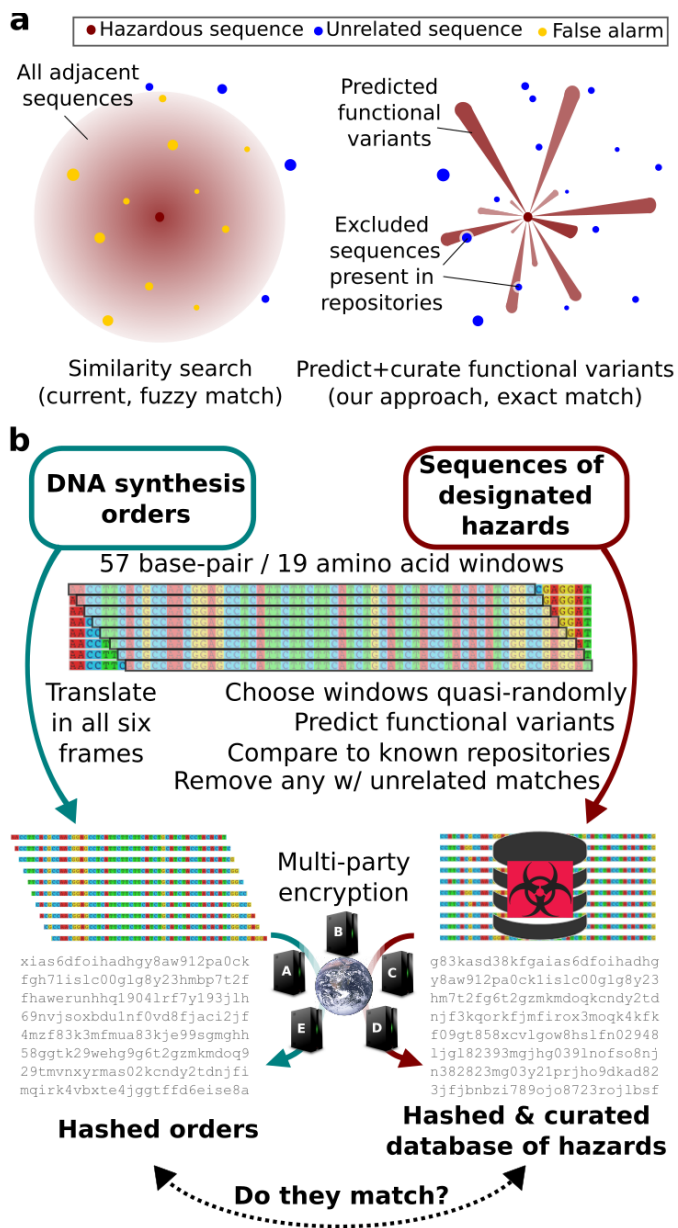 a
Hazardous sequence Unrelated sequence False alarm
All adjacent
sequences
Predicted
functional
variants
Excluded
sequences
present in
repositories
Similarity search
(current, fuzzy match)
Predict+curate functional variants
(our approach, exact match)
b
DNA synthesis
orders
Sequences of
designated
hazards
57 base-pair / 19 amino acid windows
Translate
in all six
frames
Choose windows quasi-randomly
Predict functional variants
Compare to known repositories
Remove any w/ unrelated matches
Multi-party
encryption
A
B
C
D
E
xias6dfoihadhgy8aw912pa0ck
fgh71islc00glg8y23hmbp7t2f
fhawerunhhq19041rf7y193jlh
69nvjsoxbdu1nf0vd8fjaci2jf
4mzf83k3mfmua83kje99sgmghh
58ggtk29wehg9g6t2gzmkmdoq9
29tmvnxyrmas02kcndy2tdnjfi
mqirk4vbxte4jggtffd6eise8a
g83kasd38kfgaias6dfoihadhg
y8aw912pa0ck1islc00glg8y23
hm7t2fg6t2gzmkmdoqkcndy2td
njf3kqorkfjmfirox3moqk4kfk
f09gt858xcvlgow8hslfn02948
ljgl82393mgjhg0391nofso8nj
n382823mg03y21prjho9dkad82
3jfjbnbzi789ojo8723rojlbsf
Hashed orders
Hashed & curated
database of hazards
Do they match?